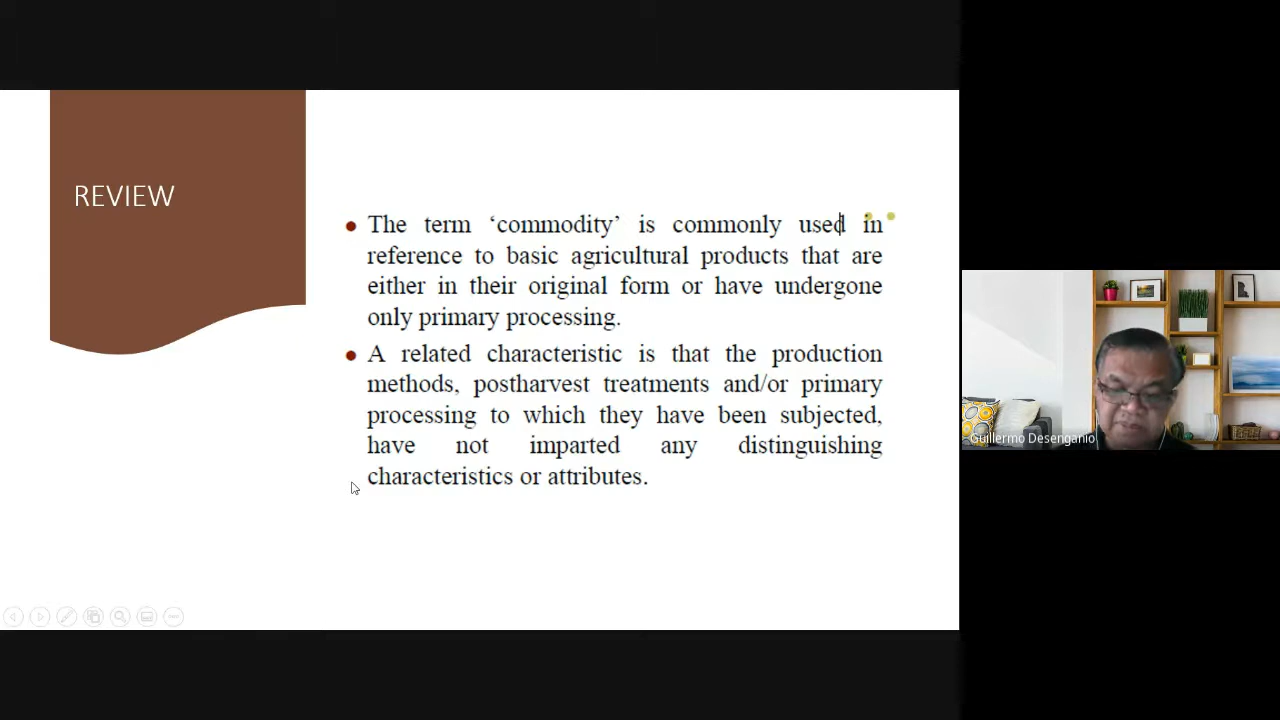 REVIEW
• The term ‘commodity’ is commonly used in
reference to basic agricultural products that are
either in their original form or have undergone
only primary processing.
• A related characteristic is that the production
methods, postharvest treatments and/or primary
processing to which they have been subjected,
have not imparted any distinguishing
characteristics or attributes.
Guillermo Desenganio